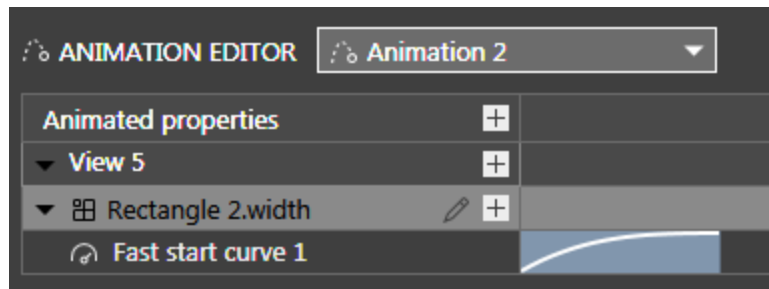 ANIMATION EDITOR Animation 2
Animated properties
View 5
Rectangle 2.width
Fast start curve 1